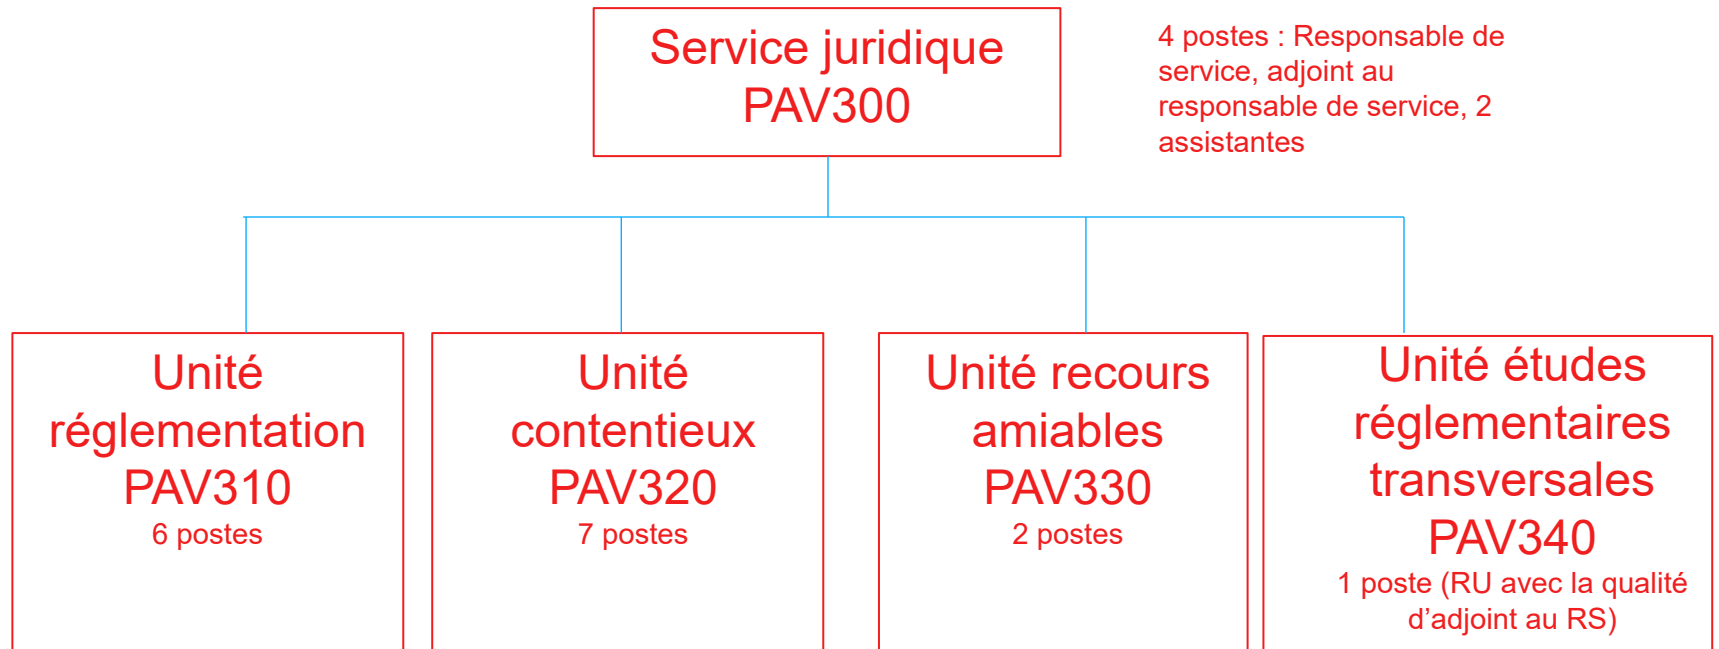 Service juridique
PAV300
4 postes : Responsable de
service, adjoint au
responsable de service, 2
assistantes
Unité
réglementation
PAV310
6 postes
Unité
contentieux
PAV320
7 postes
Unité recours
amiables
PAV330
2 postes
Unité études
réglementaires
transversales
PAV340
1 poste (RU avec la qualité
d’adjoint au RS)